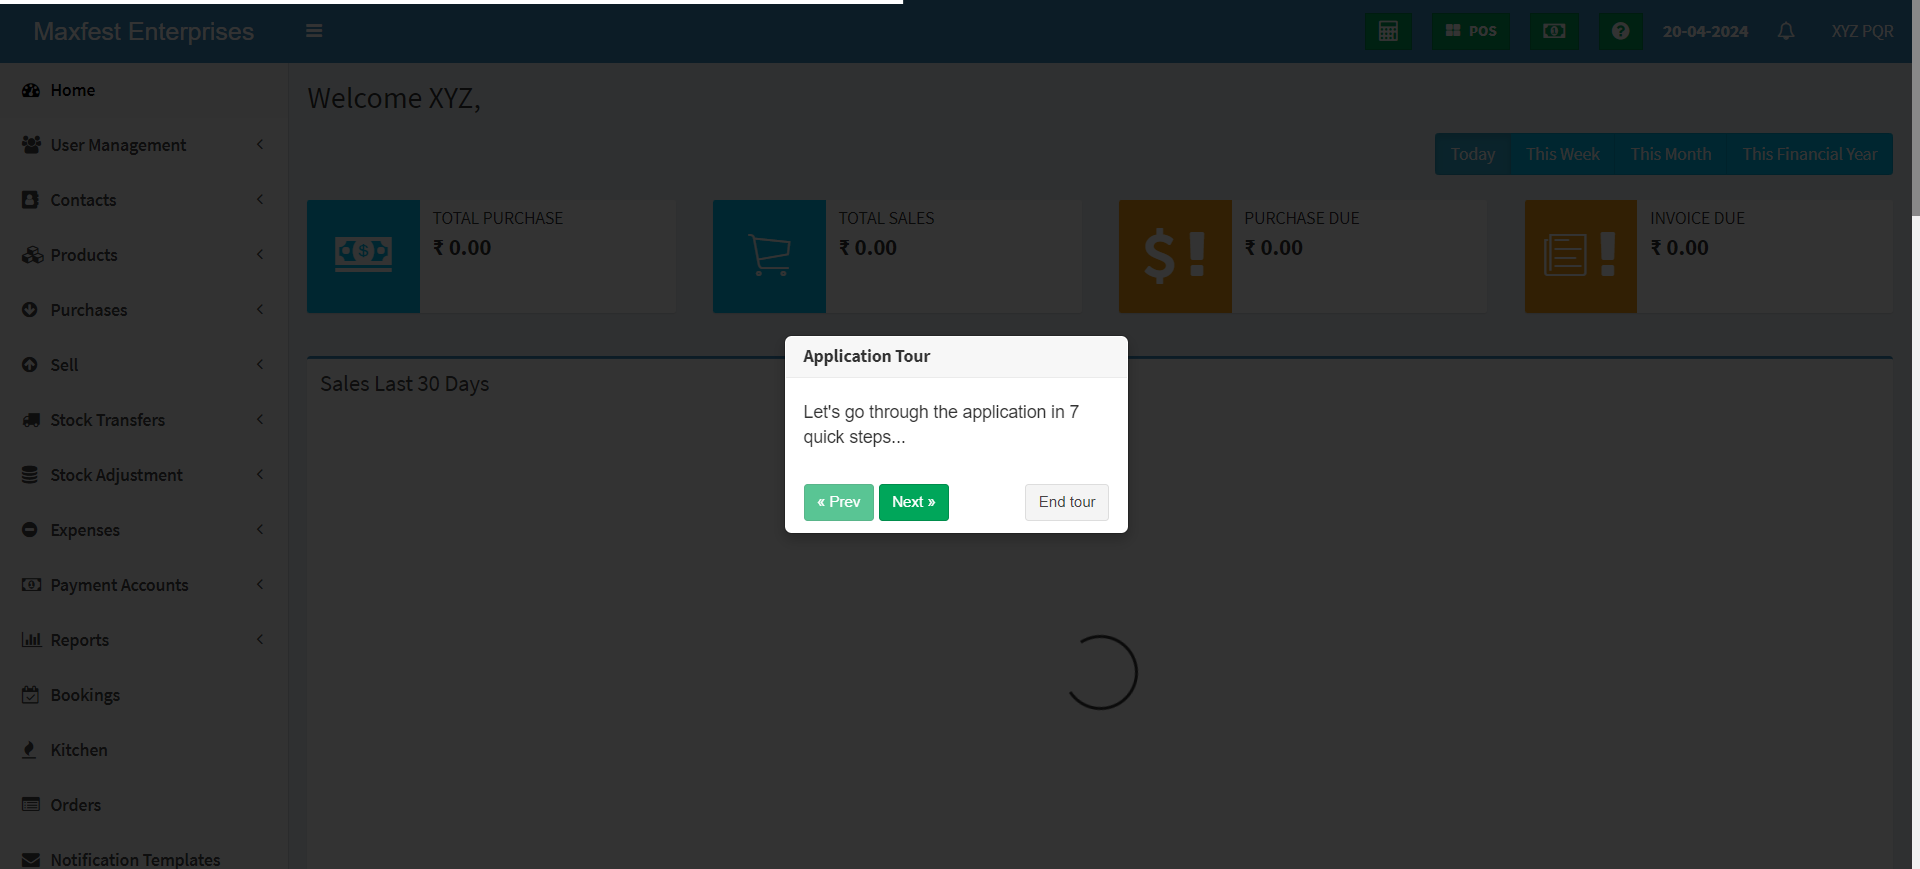 Maxfest Enterprises
POS
20-04-2024
XYZ PQR
Home
User Management
Contacts
Products
Purchases
Sell
Stock Transfers
Stock Adjustment
Expenses
Payment Accounts
Reports
Bookings
Kitchen
Orders
Notification Templates
Welcome XYZ,
Today This Week This Month This Financial Year
TOTAL PURCHASE
₹ 0.00
TOTAL SALES
₹ 0.00
PURCHASE DUE
₹ 0.00
INVOICE DUE
₹ 0.00
Sales Last 30 Days
Application Tour
Let's go through the application in 7
quick steps...
« Prev Next » End tour